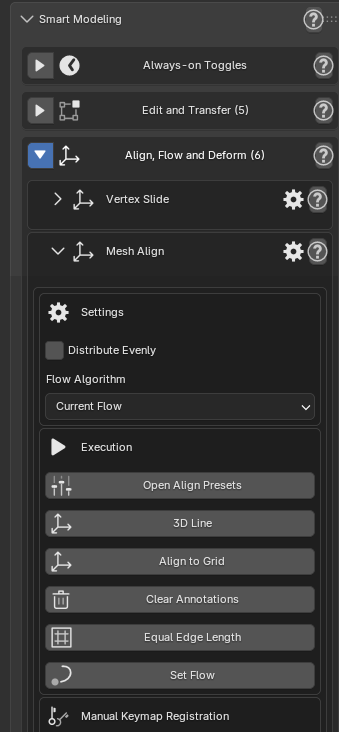 Smart Modeling
Always-on Toggles
Edit and Transfer (5)
Align, Flow and Deform (6)
Vertex Slide
Mesh Align
Settings
Distribute Evenly
Flow Algorithm
Current Flow
Execution
Open Align Presets
3D Line
Align to Grid
Clear Annotations
Equal Edge Length
Set Flow
Manual Keymap Registration